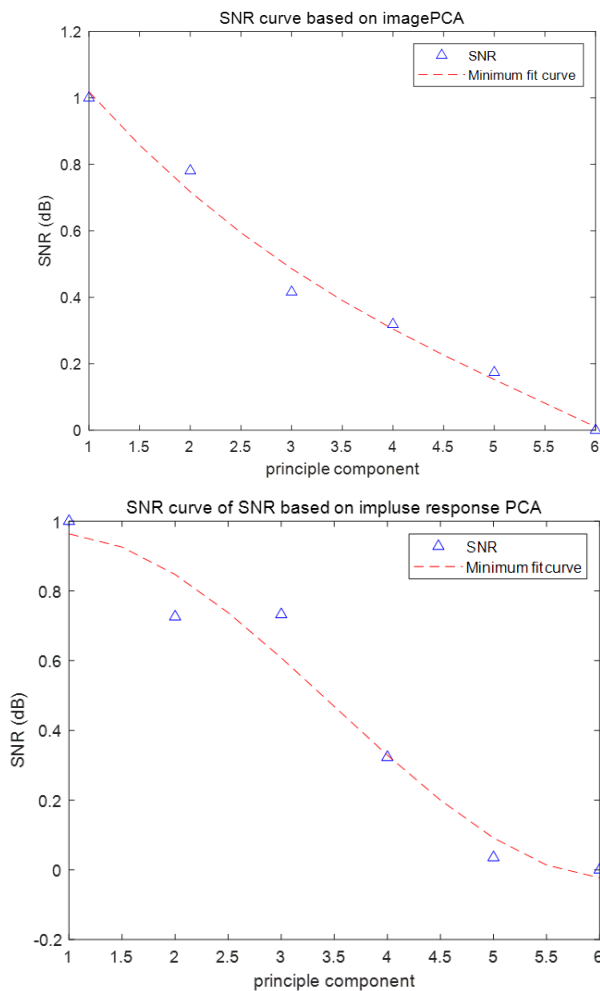 SNR curve based on imagePCA
SNR
Minimum fit curve
SNR (dB)
1.2
1
0.8
0.6
0.4
0.2
0
1 1.5 2 2.5 3 3.5 4 4.5 5 5.5 6
principle component
SNR curve of SNR based on impluse response PCA
SNR
Minimum fit curve
SNR (dB)
1
0.8
0.6
0.4
0.2
0
-0.2
1 1.5 2 2.5 3 3.5 4 4.5 5 5.5 6
principle component